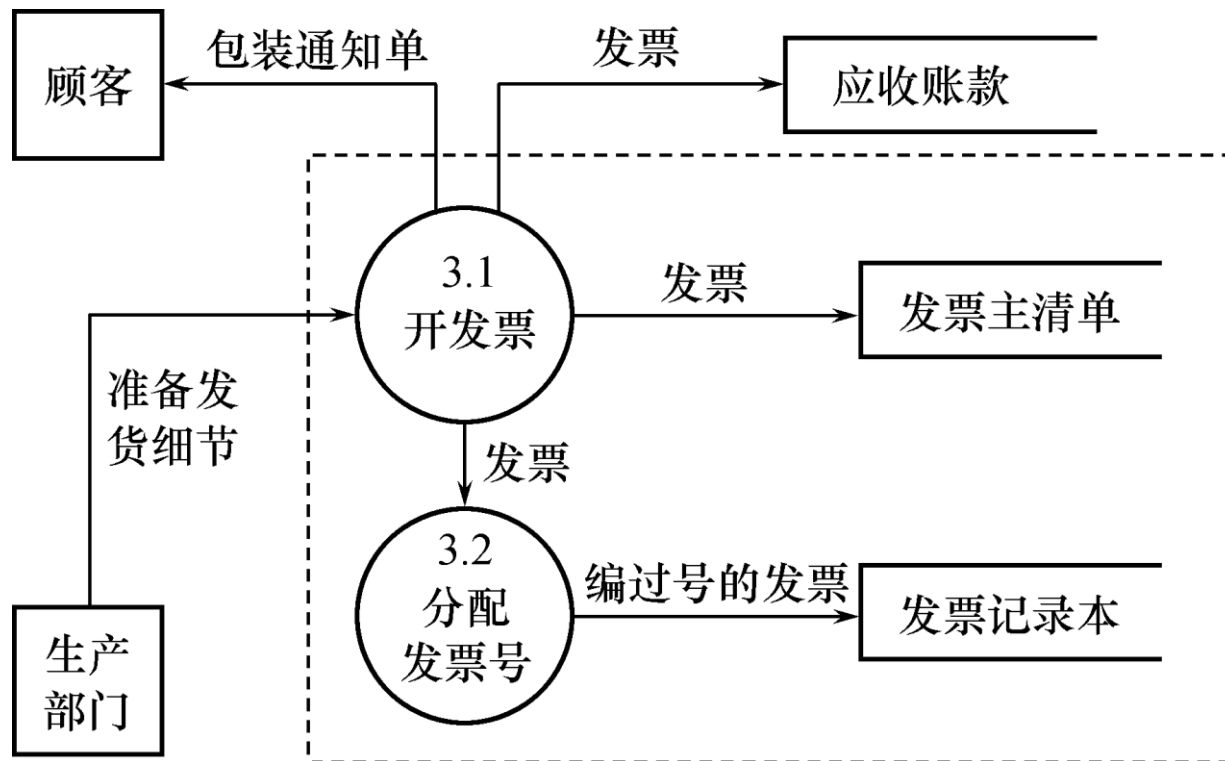 顾客
包装通知单
发票
应收账款
3.1
开发票
发票
发票主清单
准备发
货细节
发票
3.2
分配
发票号
编过号的发票
发票记录本
生产
部门